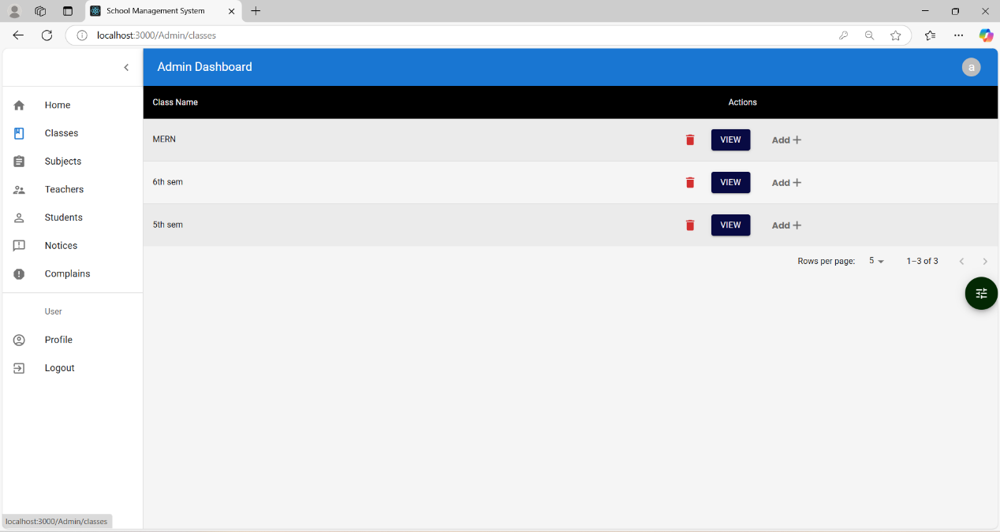 School Management System
localhost:3000/Admin/classes
Admin Dashboard
a
Home
Classes
Subjects
Teachers
Students
Notices
Complains
User
Profile
Logout
Class Name Actions
MERN VIEW Add
6th sem VIEW Add
5th sem VIEW Add
Rows per page: 5 1–3 of 3
localhost:3000/Admin/classes